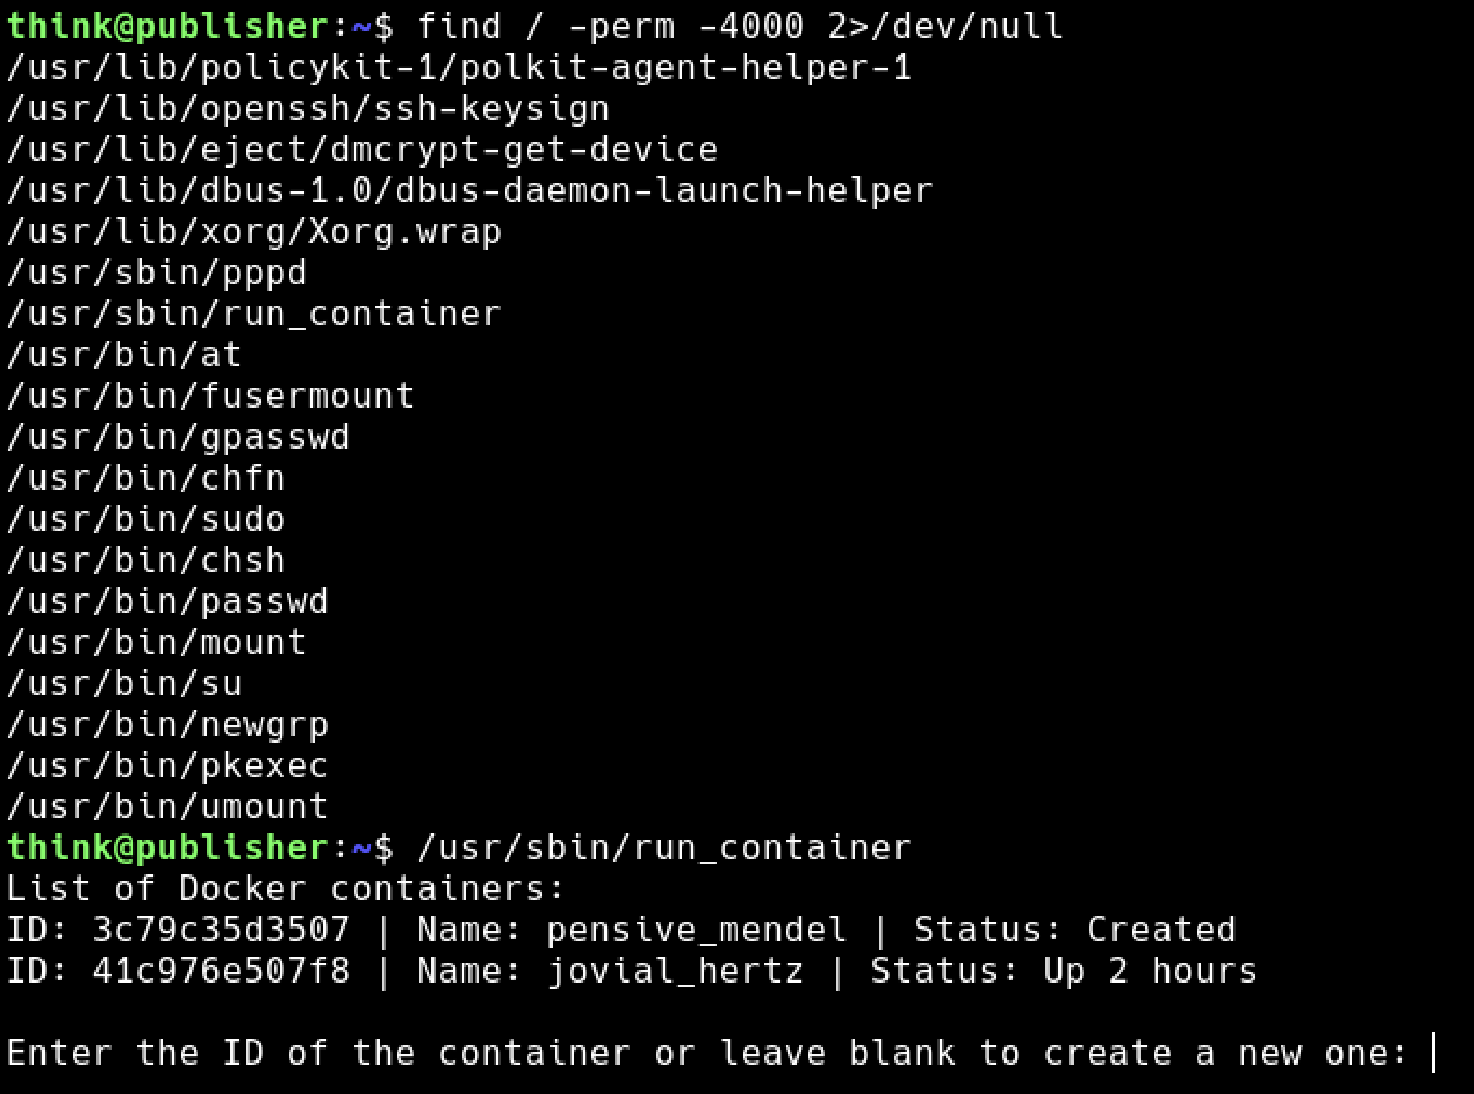 think@publisher:~$ find / -perm -4000 2>/dev/null
/usr/lib/policykit-1/polkit-agent-helper-1
/usr/lib/openssh/ssh-keysign
/usr/lib/eject/dmcrypt-get-device
/usr/lib/dbus-1.0/dbus-daemon-launch-helper
/usr/lib/xorg/Xorg.wrap
/usr/sbin/pppd
/usr/sbin/run_container
/usr/bin/at
/usr/bin/fusermount
/usr/bin/gpasswd
/usr/bin/chfn
/usr/bin/sudo
/usr/bin/chsh
/usr/bin/passwd
/usr/bin/mount
/usr/bin/su
/usr/bin/newgrp
/usr/bin/pkexec
/usr/bin/umount
think@publisher:~$ /usr/sbin/run_container
List of Docker containers:
ID: 3c79c35d3507 | Name: pensive_mendel | Status: Created
ID: 41c976e507f8 | Name: jovial_hertz | Status: Up 2 hours
Enter the ID of the container or leave blank to create a new one: